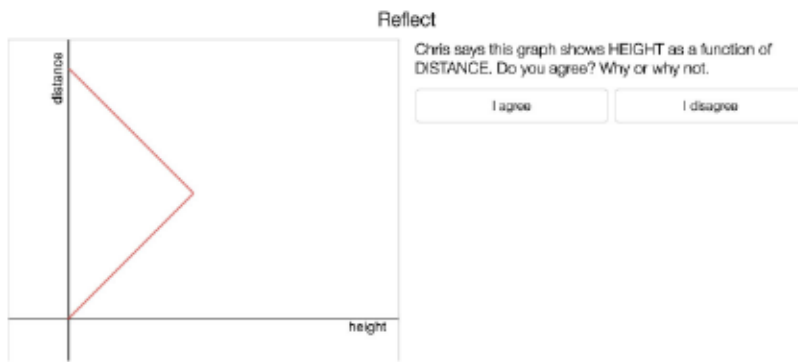 Reflect
distance
height
Chris says this graph shows HEIGHT as a function of
DISTANCE. Do you agree? Why or why not.
I agree
I disagree